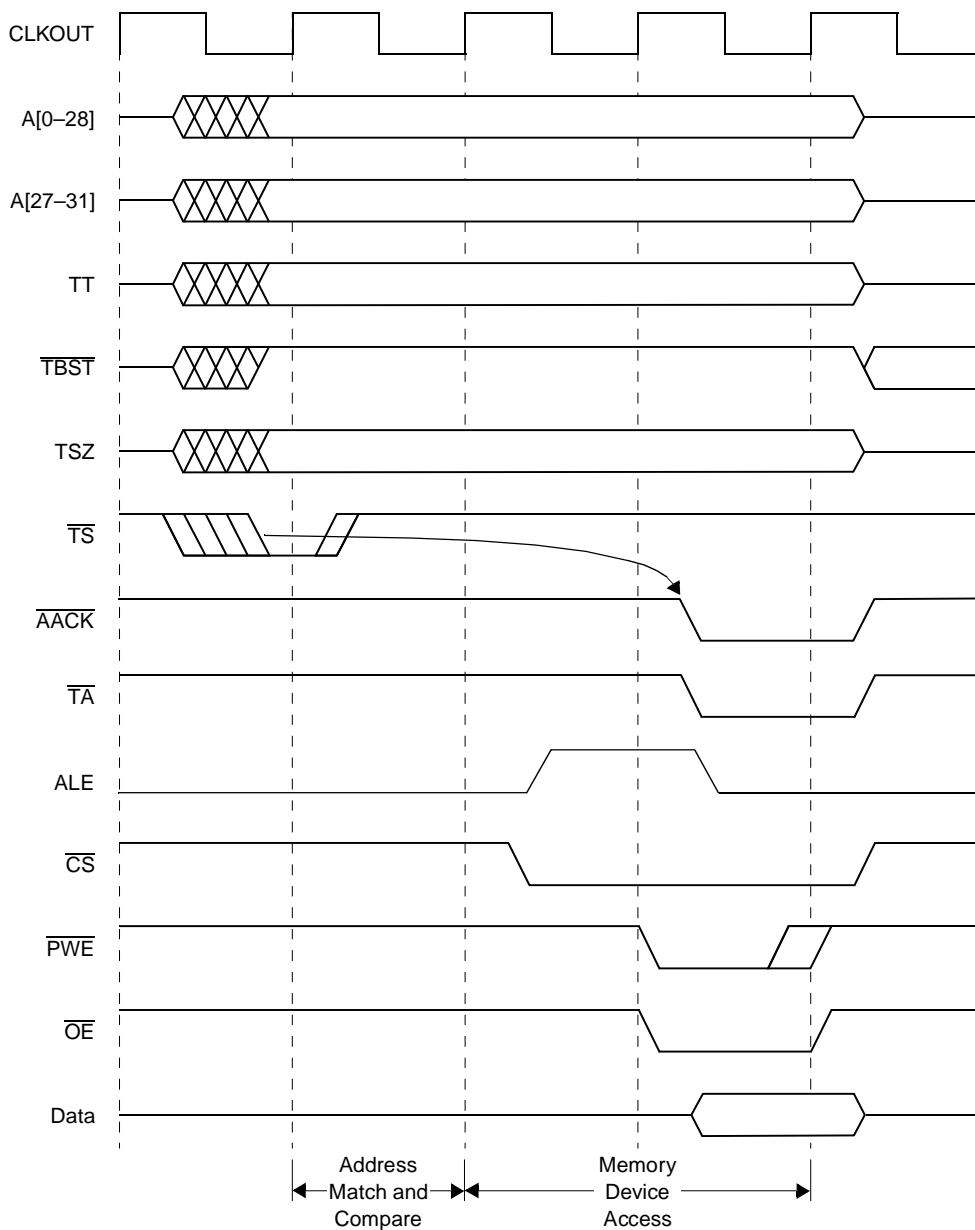 CLKOUT
A[0–28]
A[27–31]
TT
TBST
TSZ
TS
AACK
TA
ALE
CS
PWE
OE
Data
Address
Match and
Compare
Memory
Device
Access